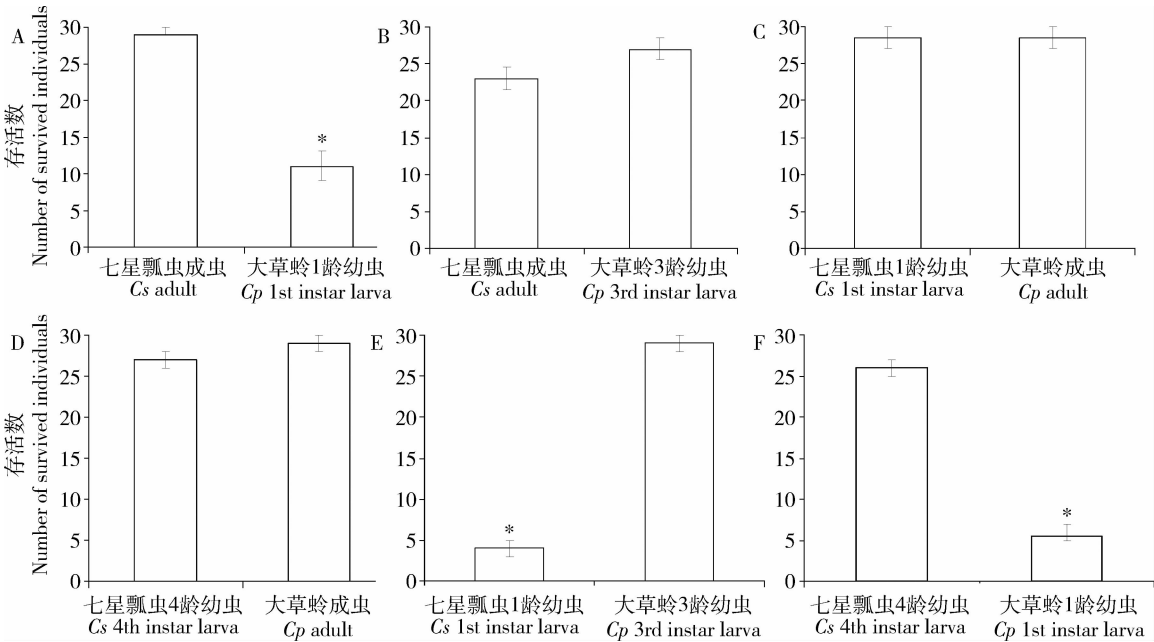 A
30
25
20
15
10
5
0
*
存活数
Number of survived individuals
七星瓢虫成虫
Cs adult
大草蛉1龄幼虫
Cp 1st instar larva
B
30
25
20
15
10
5
0
七星瓢虫成虫
Cs adult
大草蛉3龄幼虫
Cp 3rd instar larva
C
30
25
20
15
10
5
0
七星瓢虫1龄幼虫
Cs 1st instar larva
大草蛉成虫
Cp adult
D
30
25
20
15
10
5
0
存活数
Number of survived individuals
七星瓢虫4龄幼虫
Cs 4th instar larva
大草蛉成虫
Cp adult
E
30
25
20
15
10
5
0
*
七星瓢虫1龄幼虫
Cs 1st instar larva
大草蛉3龄幼虫
Cp 3rd instar larva
F
30
25
20
15
10
5
0
*
七星瓢虫4龄幼虫
Cs 4th instar larva
大草蛉1龄幼虫
Cp 1st instar larva